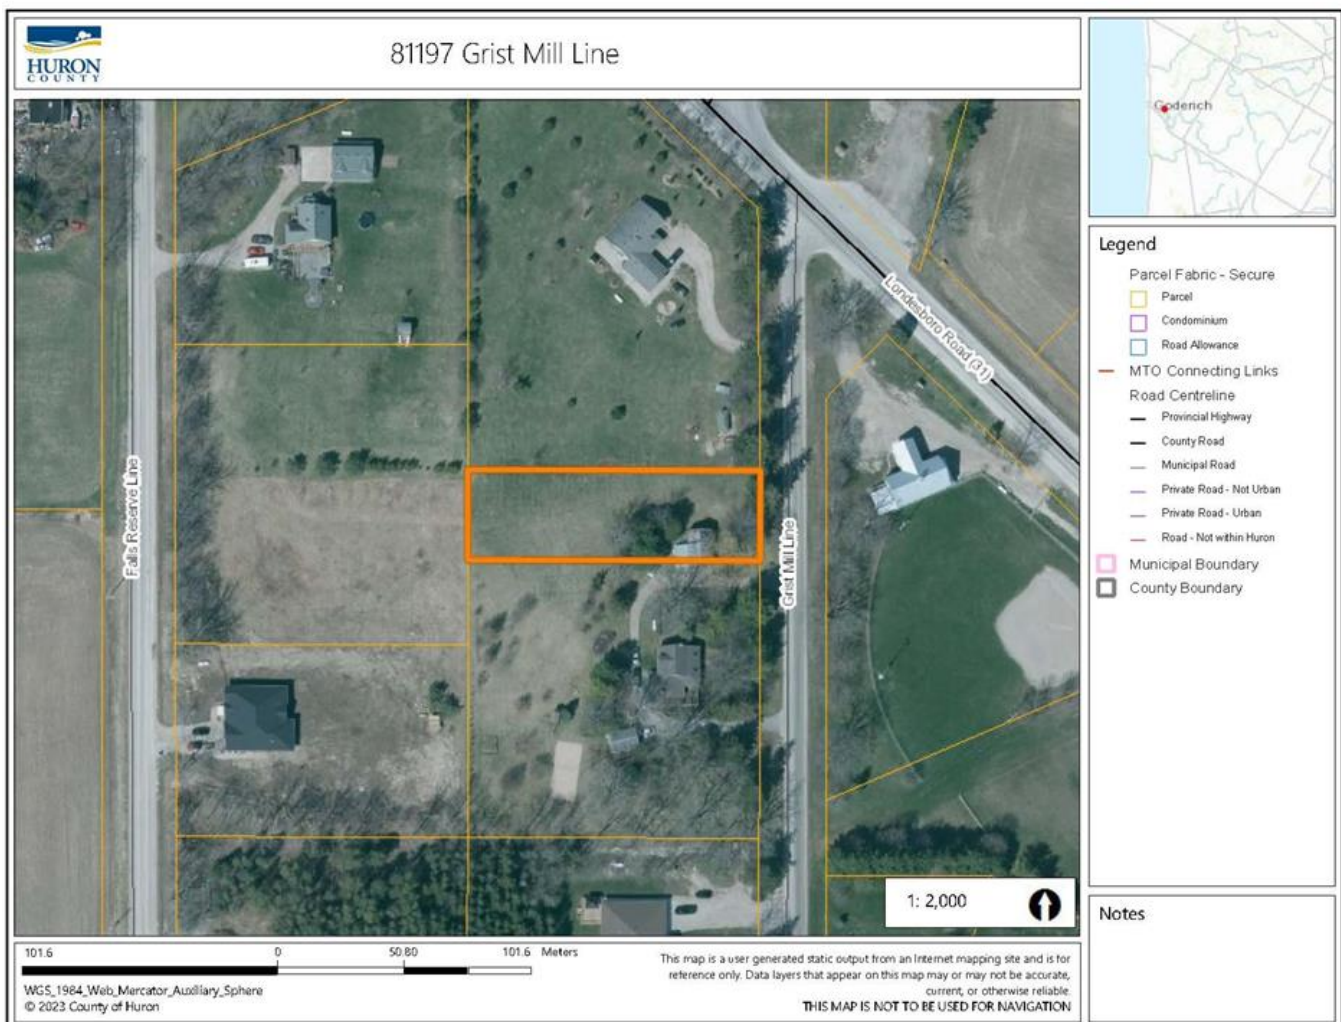 HURON
COUNTY
81197 Grist Mill Line
Goderich
Londesboro Road (31)
Falls Reserve Line
Grist Mill Line
1: 2,000
Legend
Parcel Fabric - Secure
Parcel
Condominium
Road Allowance
MTO Connecting Links
Road Centreline
Provincial Highway
County Road
Municipal Road
Private Road - Not Urban
Private Road - Urban
Road - Not within Huron
Municipal Boundary
County Boundary
Notes
101.6 0 50.80 101.6 Meters
WGS_1984_Web_Mercator_Auxiliary_Sphere
© 2023 County of Huron
This map is a user generated static output from an Internet mapping site and is for
reference only. Data layers that appear on this map may or may not be accurate,
current, or otherwise reliable.
THIS MAP IS NOT TO BE USED FOR NAVIGATION